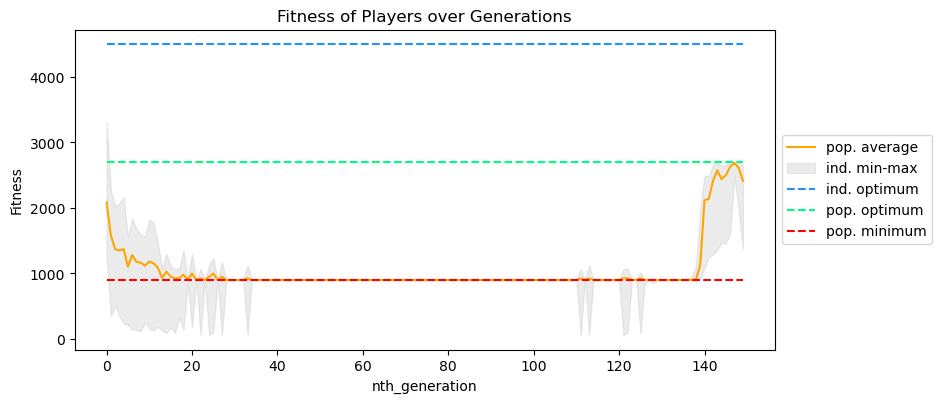 Fitness of Players over Generations
Fitness
4000
3000
2000
1000
0
0 20 40 60 80 100 120 140
nth_generation
pop. average
ind. min-max
ind. optimum
pop. optimum
pop. minimum